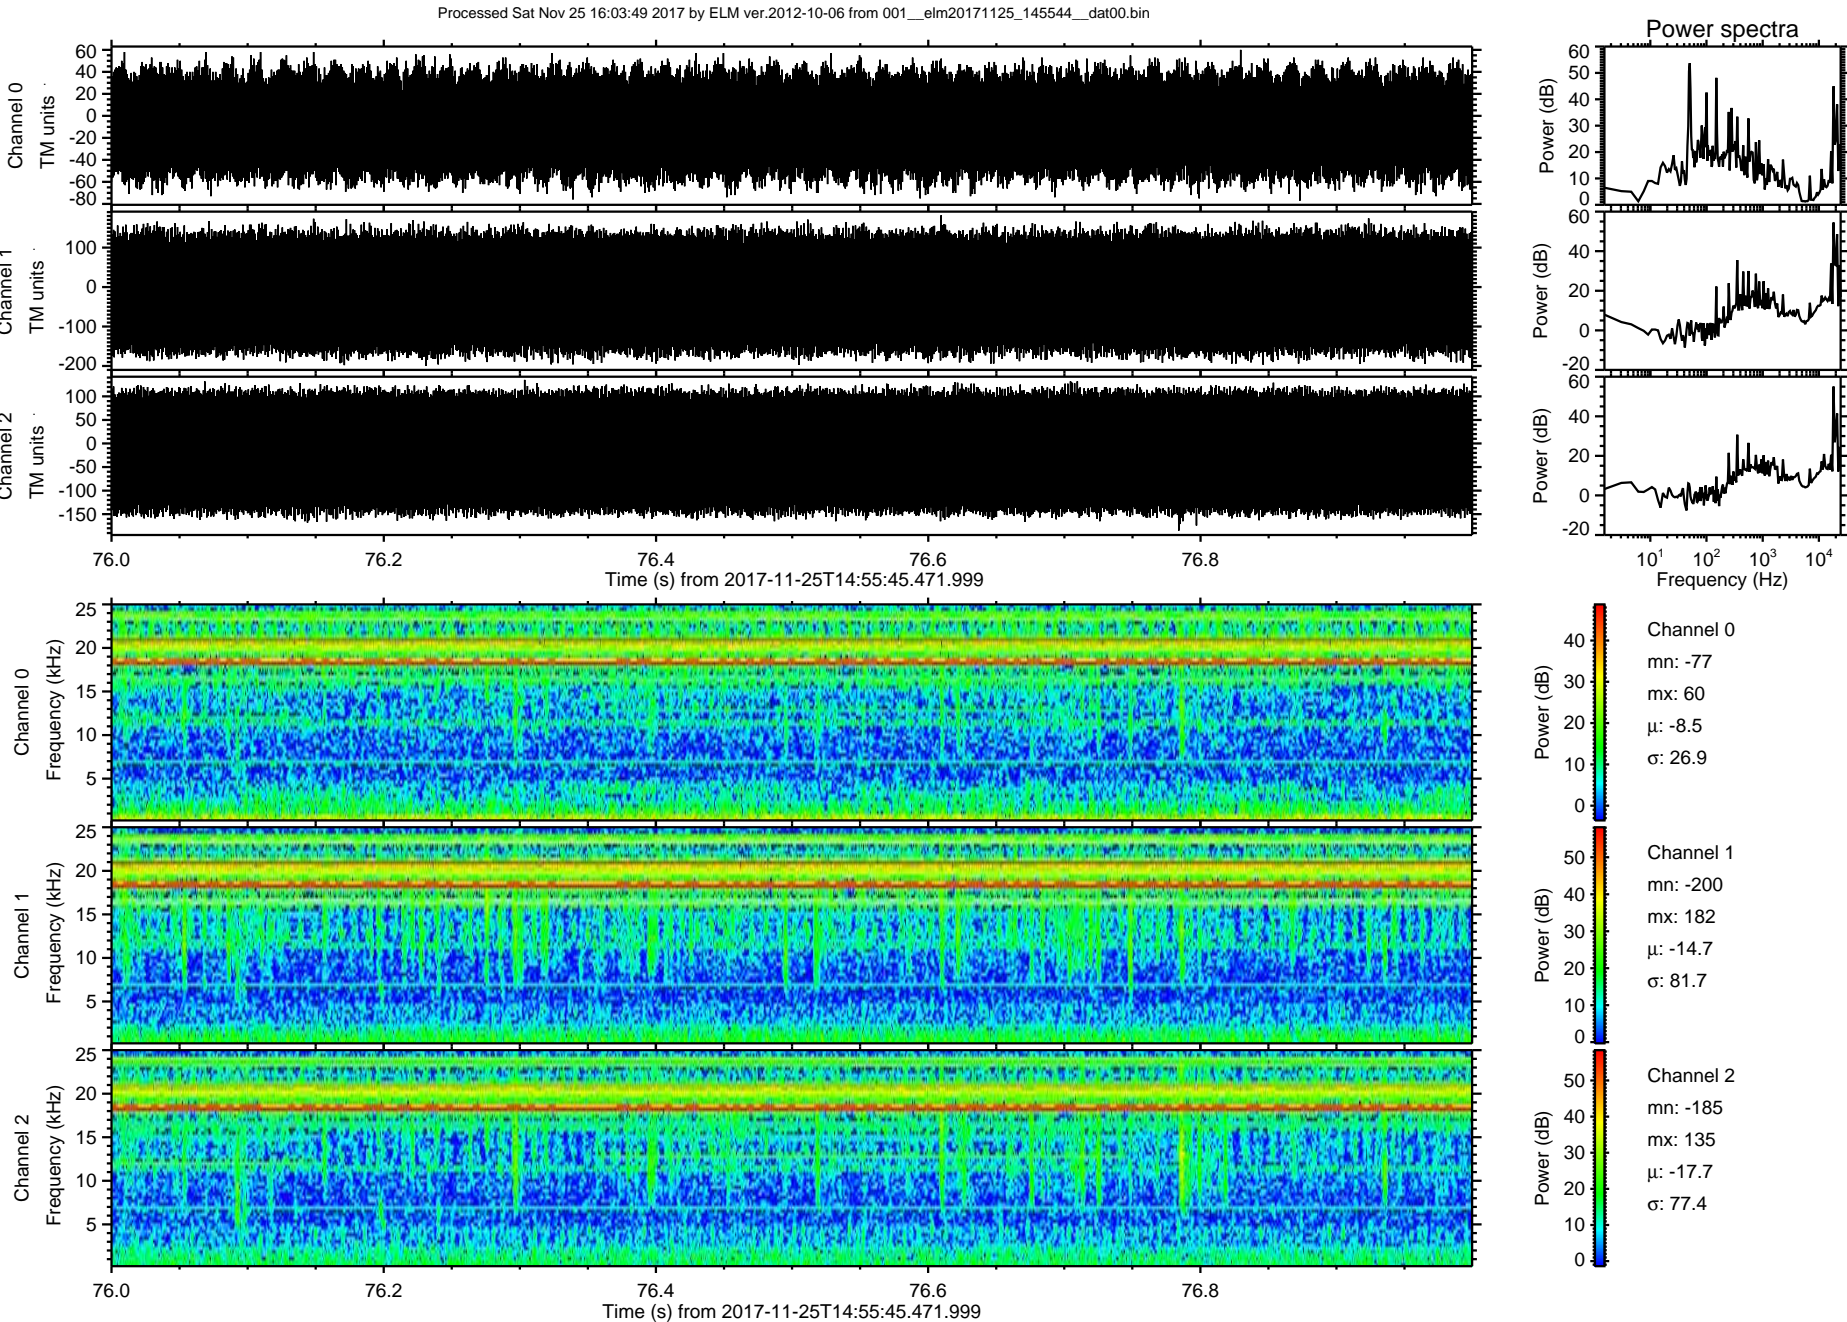 Processed Sat Nov 25 16:03:49 2017 by ELM ver.2012-10-06 from 001__elm20171125_145544__dat00.bin
Power spectra
Channel 0
TM units
60
40
20
0
-20
-40
-60
-80
Power (dB)
60
50
40
30
20
10
0
Channel 1
TM units
100
0
-100
-200
Power (dB)
60
40
20
0
-20
Channel 2
TM units
100
50
0
-50
-100
-150
Power (dB)
60
40
20
0
-20
76.0 76.2 76.4 76.6 76.8
Time (s) from 2017-11-25T14:55:45.471.999
10¹ 10² 10³ 10⁴
Frequency (Hz)
Channel 0
Frequency (kHz)
25
20
15
10
5
Power (dB)
40
30
20
10
0
Channel 0
mn: -77
mx: 60
μ: -8.5
σ: 26.9
Channel 1
Frequency (kHz)
25
20
15
10
5
Power (dB)
50
40
30
20
10
0
Channel 1
mn: -200
mx: 182
μ: -14.7
σ: 81.7
Channel 2
Frequency (kHz)
25
20
15
10
5
Power (dB)
50
40
30
20
10
0
Channel 2
mn: -185
mx: 135
μ: -17.7
σ: 77.4
76.0 76.2 76.4 76.6 76.8
Time (s) from 2017-11-25T14:55:45.471.999